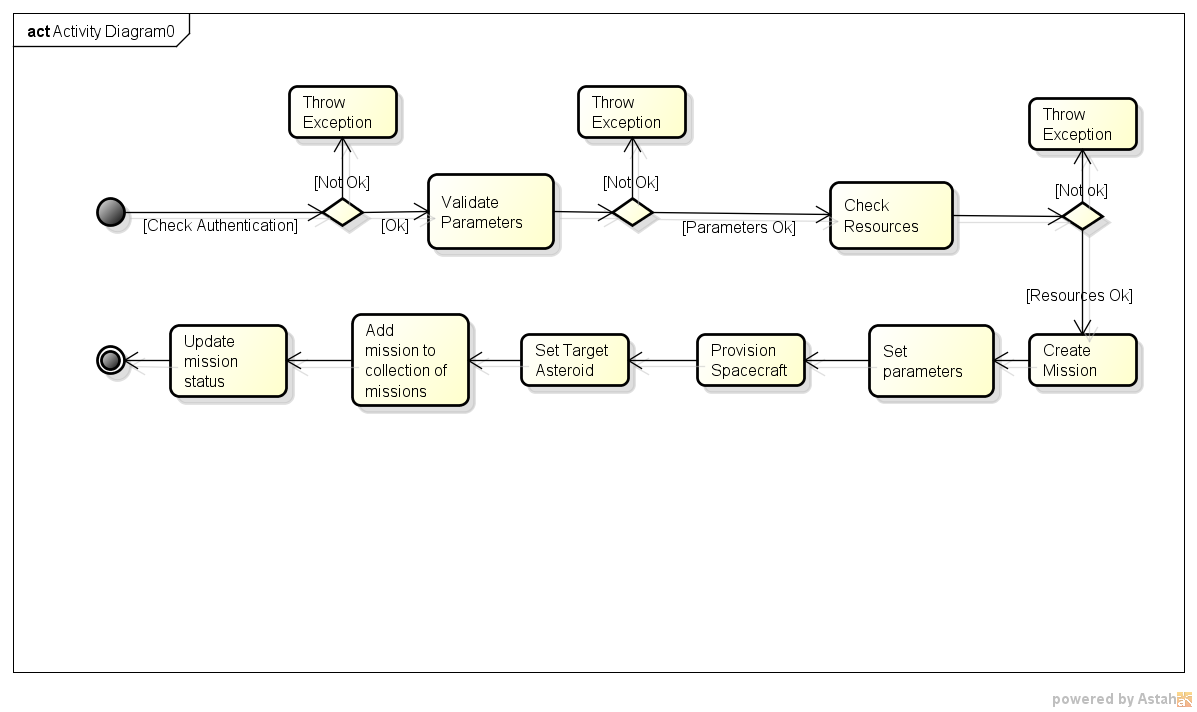 act Activity Diagram0
Throw
Exception
Throw
Exception
Throw
Exception
[Not Ok]
[Not Ok]
[Not ok]
[Check Authentication]
[Ok]
Validate
Parameters
[Parameters Ok]
Check
Resources
[Resources Ok]
Update
mission
status
Add
mission to
collection of
missions
Set Target
Asteroid
Provision
Spacecraft
Set
parameters
Create
Mission
powered by Astah